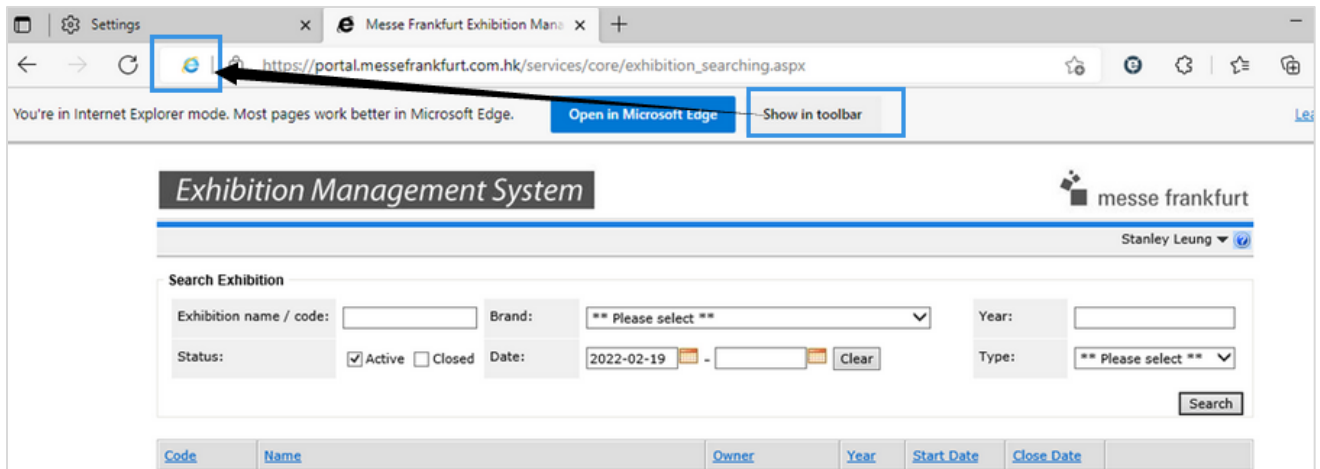 Settings
Messe Frankfurt Exhibition Mana
https://portal.messefrankfurt.com.hk/services/core/exhibition_searching.aspx
You're in Internet Explorer mode. Most pages work better in Microsoft Edge. Open in Microsoft Edge Show in toolbar Lea
Exhibition Management System
messe frankfurt
Stanley Leung
Search Exhibition
Exhibition name / code: Brand: ** Please select ** Year:
Status: Active Closed Date: 2022-02-19 - Clear Type: ** Please select **
Search
Code Name Owner Year Start Date Close Date